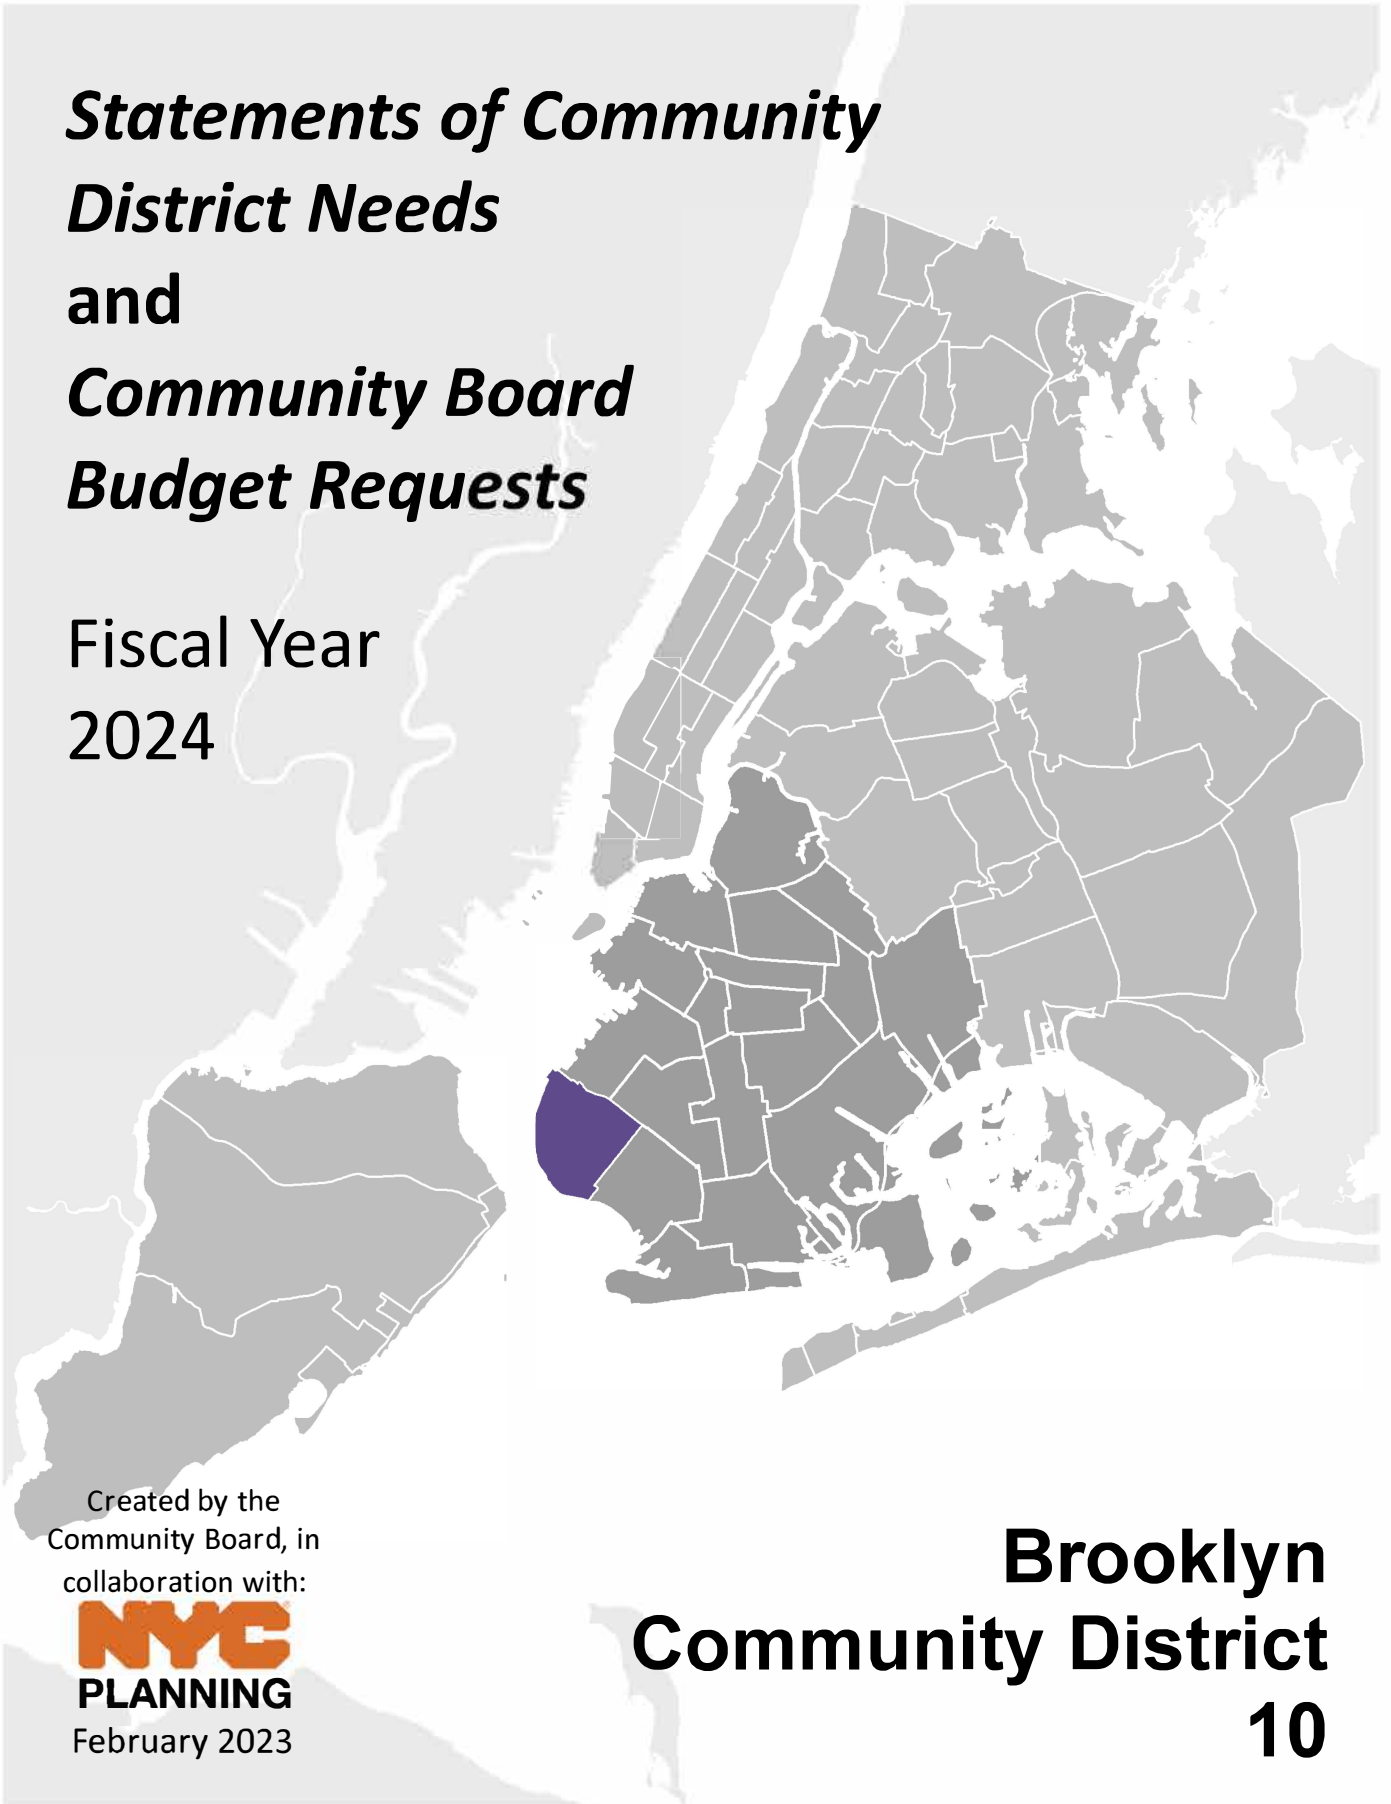 Statements of Community
District Needs
and
Community Board
Budget Requests
Fiscal Year
2024
Created by the
Community Board, in
collaboration with:
NYC
PLANNING
February 2023
Brooklyn
Community District
10